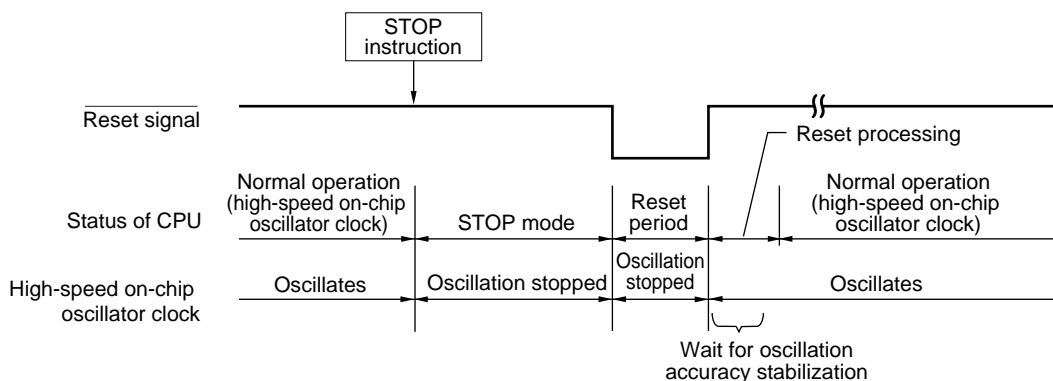 STOP
instruction
Reset signal
Reset processing
Normal operation
(high-speed on-chip
oscillator clock)
Status of CPU
STOP mode
Reset
period
Normal operation
(high-speed on-chip
oscillator clock)
High-speed on-chip
oscillator clock
Oscillates
Oscillation stopped
Oscillation
stopped
Oscillates
Wait for oscillation
accuracy stabilization